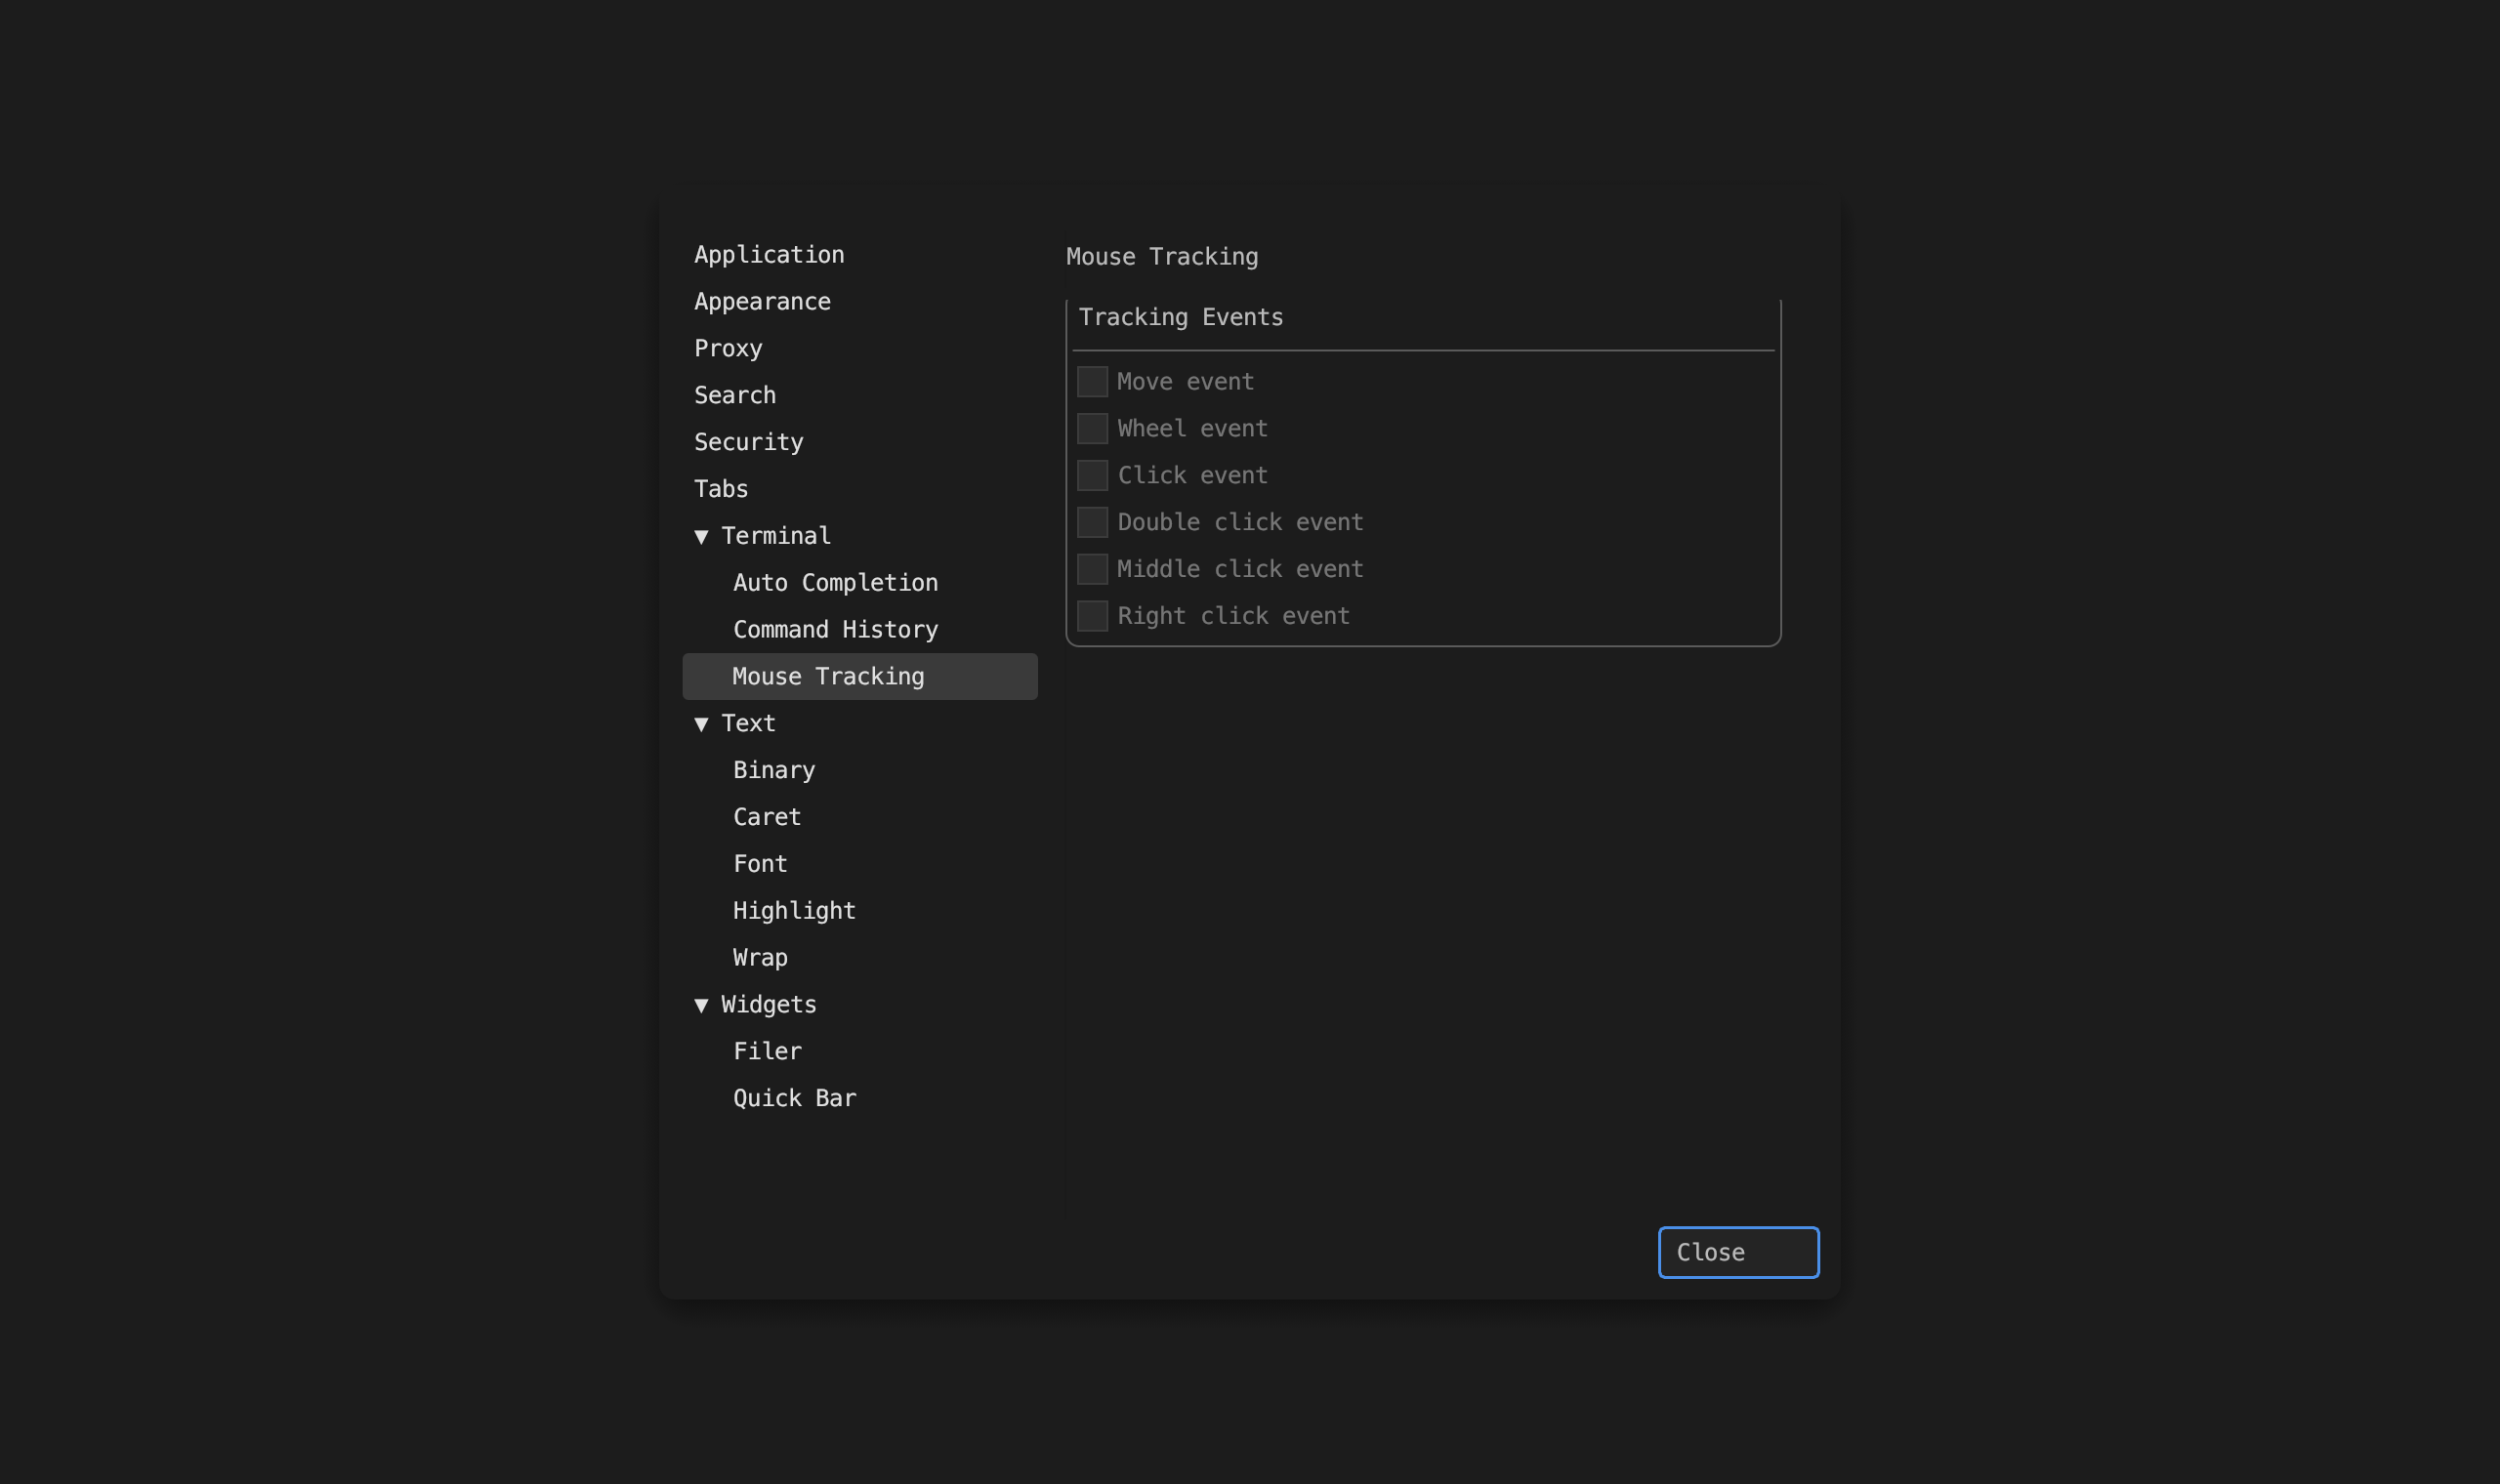 Application
Appearance
Proxy
Search
Security
Tabs
▼ Terminal
Auto Completion
Command History
Mouse Tracking
▼ Text
Binary
Caret
Font
Highlight
Wrap
▼ Widgets
Filer
Quick Bar
Mouse Tracking
Tracking Events
Move event
Wheel event
Click event
Double click event
Middle click event
Right click event
Close